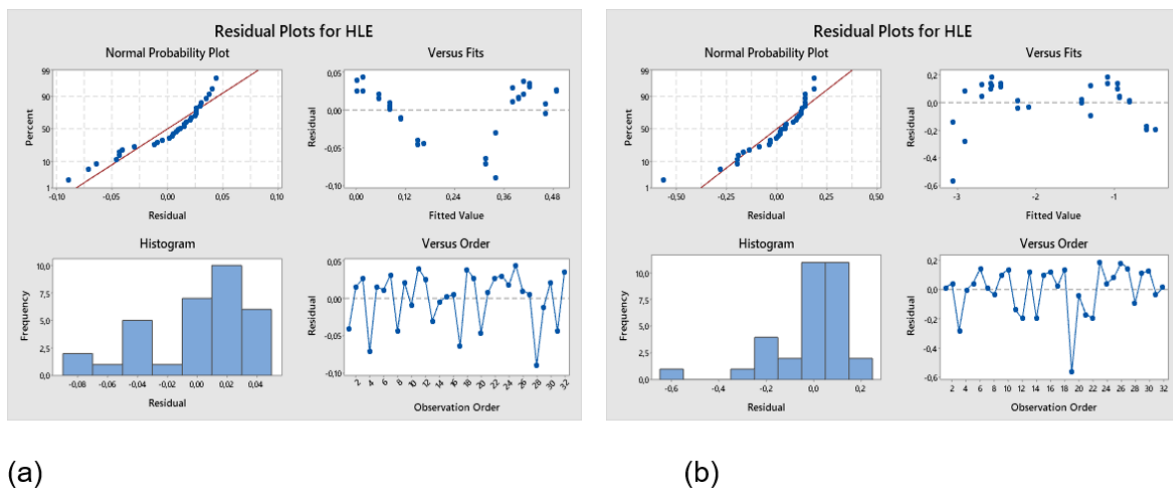 Residual Plots for HLE
Normal Probability Plot
99
90
50
10
1
Percent
-0,10 -0,05 0,00 0,05 0,10
Residual
Versus Fits
0,05
0,00
-0,05
-0,10
Residual
0,00 0,12 0,24 0,36 0,48
Fitted Value
Histogram
10,0
7,5
5,0
2,5
0,0
Frequency
-0,08 -0,06 -0,04 -0,02 0,00 0,02 0,04
Residual
Versus Order
0,05
0,00
-0,05
-0,10
Residual
2 4 6 8 10 12 14 16 18 20 22 24 26 28 30 32
Observation Order
Residual Plots for HLE
Normal Probability Plot
99
90
50
10
1
Percent
-0,50 -0,25 0,00 0,25 0,50
Residual
Versus Fits
0,2
0,0
-0,2
-0,4
-0,6
Residual
-3 -2 -1
Fitted Value
Histogram
10,0
7,5
5,0
2,5
0,0
Frequency
-0,6 -0,4 -0,2 0,0 0,2
Residual
Versus Order
0,2
0,0
-0,2
-0,4
-0,6
Residual
2 4 6 8 10 12 14 16 18 20 22 24 26 28 30 32
Observation Order
(a) (b)